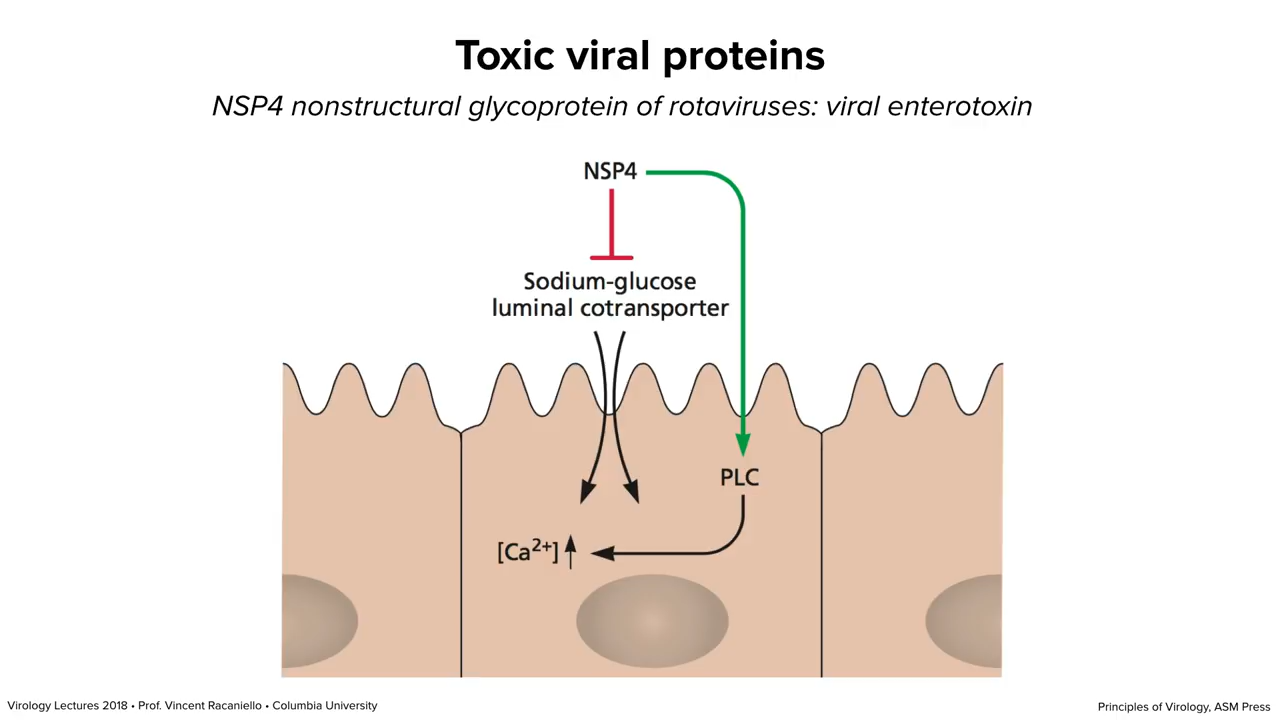 Toxic viral proteins
NSP4 nonstructural glycoprotein of rotaviruses: viral enterotoxin
NSP4
Sodium-glucose
luminal cotransporter
PLC
[Ca²⁺]
Virology Lectures 2018 • Prof. Vincent Racaniello • Columbia University
Principles of Virology, ASM Press